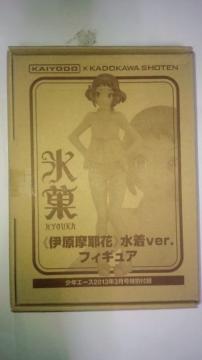 KAIYODO × KADOKAWA SHOTEN
氷菓
HYOUKA
《伊原摩耶花》水着ver.
フィギュア
少年エース2013年3月号特別付録